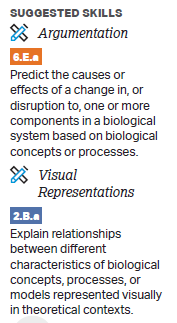 SUGGESTED SKILLS
Argumentation
6.E.a
Predict the causes or
effects of a change in, or
disruption to, one or more
components in a biological
system based on biological
concepts or processes.
Visual
Representations
2.B.a
Explain relationships
between different
characteristics of biological
concepts, processes, or
models represented visually
in theoretical contexts.